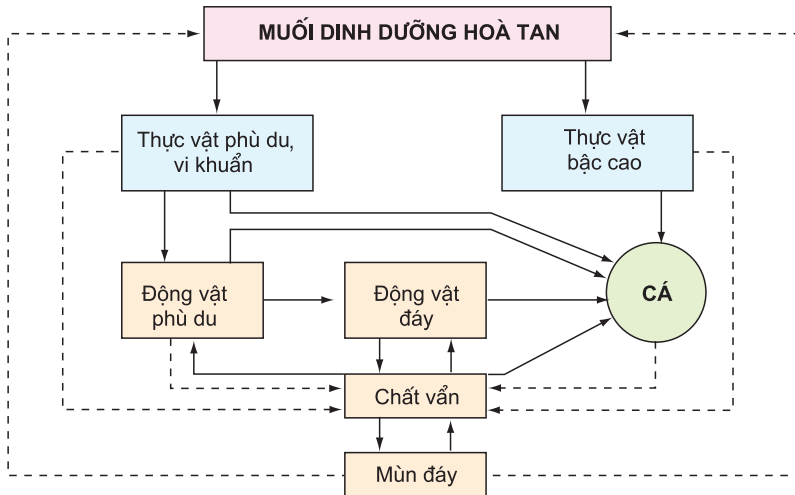 MUỐI DINH DƯỠNG HOÀ TAN
Thực vật phù du,
vi khuẩn
Thực vật
bậc cao
Động vật
phù du
Động vật
đáy
CÁ
Chất vẩn
Mùn đáy